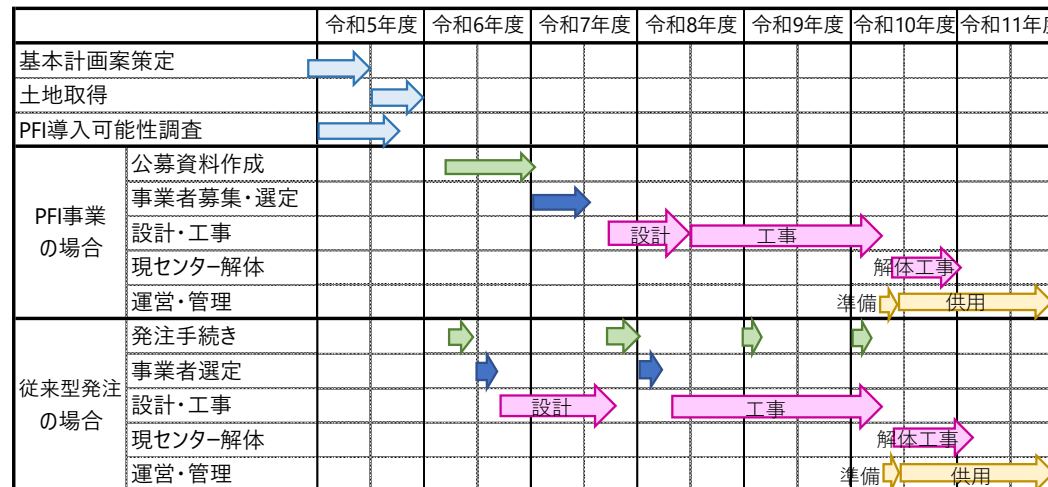 令和5年度 令和6年度 令和7年度 令和8年度 令和9年度 令和10年度 令和11年度
基本計画案策定
土地取得
PFI導入可能性調査
PFI事業
の場合
公募資料作成
事業者募集・選定
設計・工事 設計 工事
現センター解体 解体工事
運営・管理 準備 供用
従来型発注
の場合
発注手続き
事業者選定
設計・工事 設計 工事
現センター解体 解体工事
運営・管理 準備 供用